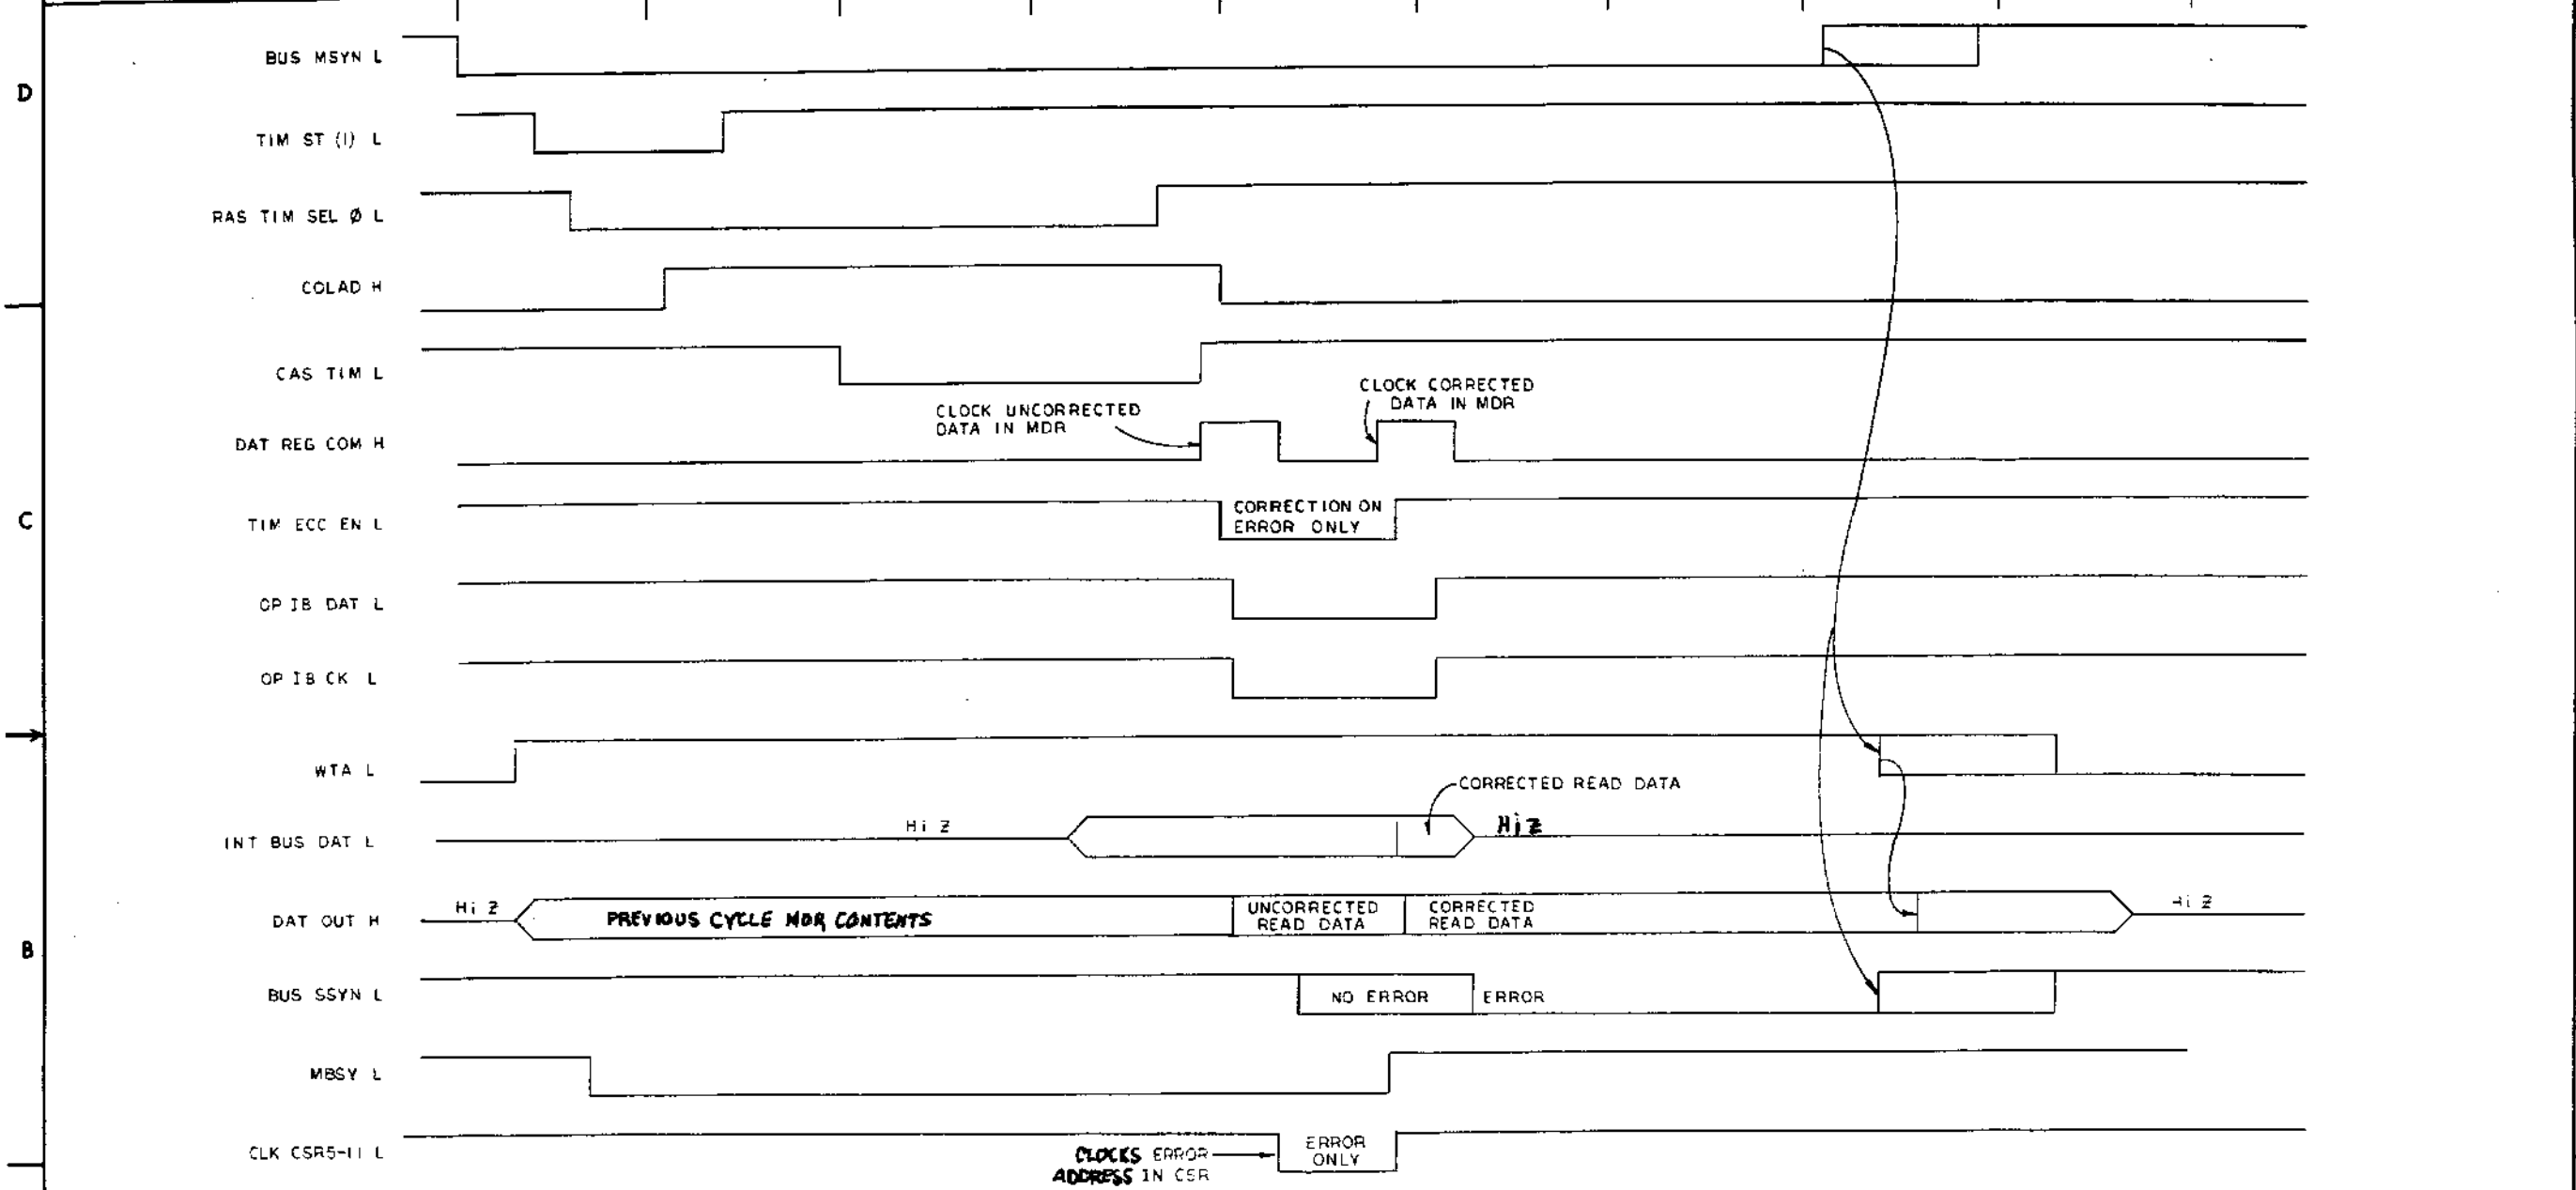 D
BUS MSYN L
TIM ST (1) L
RAS TIM SEL Ø L
COLAD H
CAS TIM L
CLOCK UNCORRECTED
DATA IN MDR
CLOCK CORRECTED
DATA IN MDR
DAT REG COM H
C
TIM ECC EN L
CORRECTION ON
ERROR ONLY
OP IB DAT L
OP IB CK L
WTA L
CORRECTED READ DATA
INT BUS DAT L
Hi Z
Hi Z
DAT OUT H
Hi Z
PREVIOUS CYCLE MDR CONTENTS
UNCORRECTED
READ DATA
CORRECTED
READ DATA
Hi Z
B
BUS SSYN L
NO ERROR
ERROR
MBSY L
CLK CSR5-11 L
CLOCKS ERROR
ADDRESS IN CSR
ERROR
ONLY